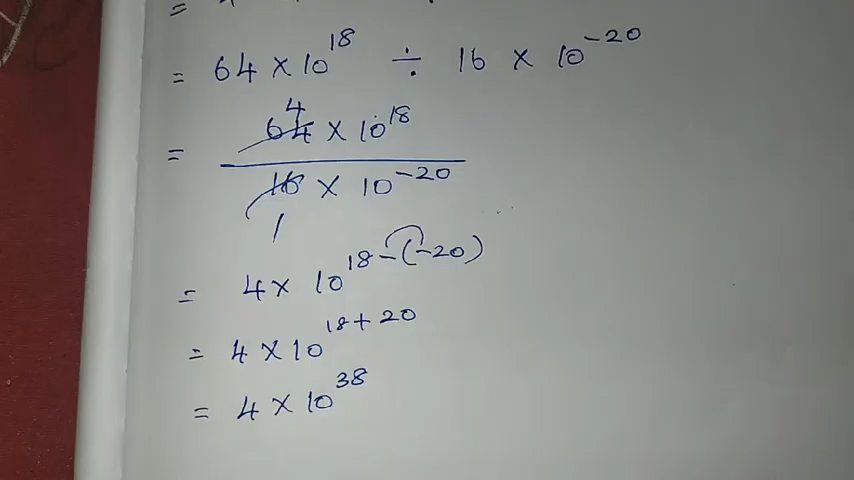 =
= 64 × 10^18 ÷ 16 × 10^-20
4
= 64 × 10^18
16 × 10^-20
1
= 4 × 10^18-(-20)
= 4 × 10^18+20
= 4 × 10^38